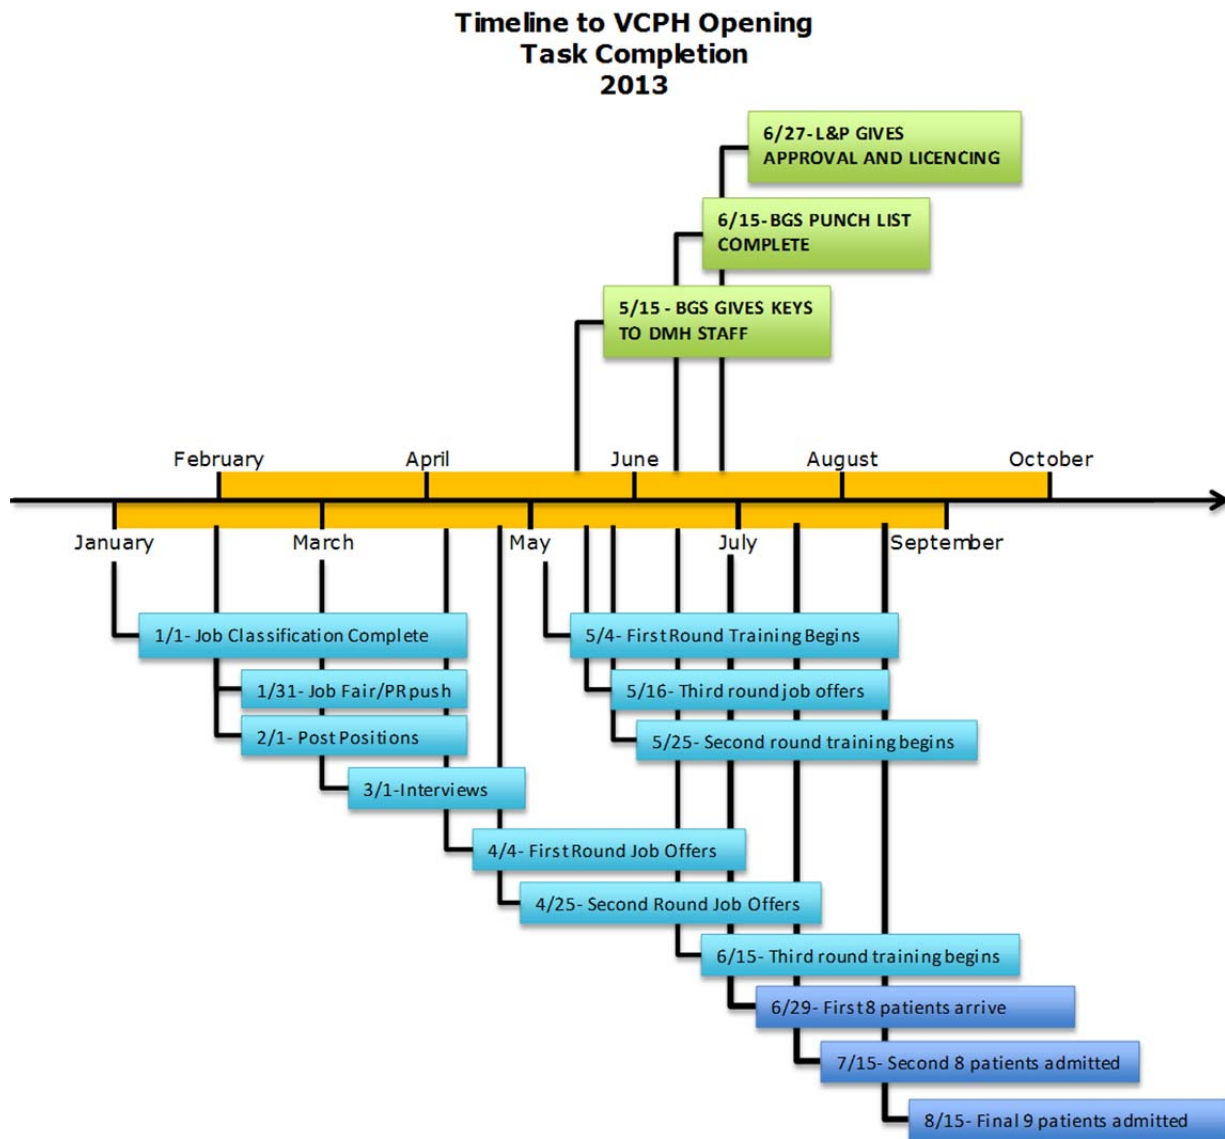 Timeline to VCPH Opening
Task Completion
2013
6/27- L&P GIVES
APPROVAL AND LICENCING
6/15- BGS PUNCH LIST
COMPLETE
5/15 - BGS GIVES KEYS
TO DMH STAFF
February
April
June
August
October
January
March
May
July
September
1/1- Job Classification Complete
1/31- Job Fair/PR push
2/1- Post Positions
3/1-Interviews
4/4- First Round Job Offers
4/25- Second Round Job Offers
5/4- First Round Training Begins
5/16- Third round job offers
5/25- Second round training begins
6/15- Third round training begins
6/29- First 8 patients arrive
7/15- Second 8 patients admitted
8/15- Final 9 patients admitted